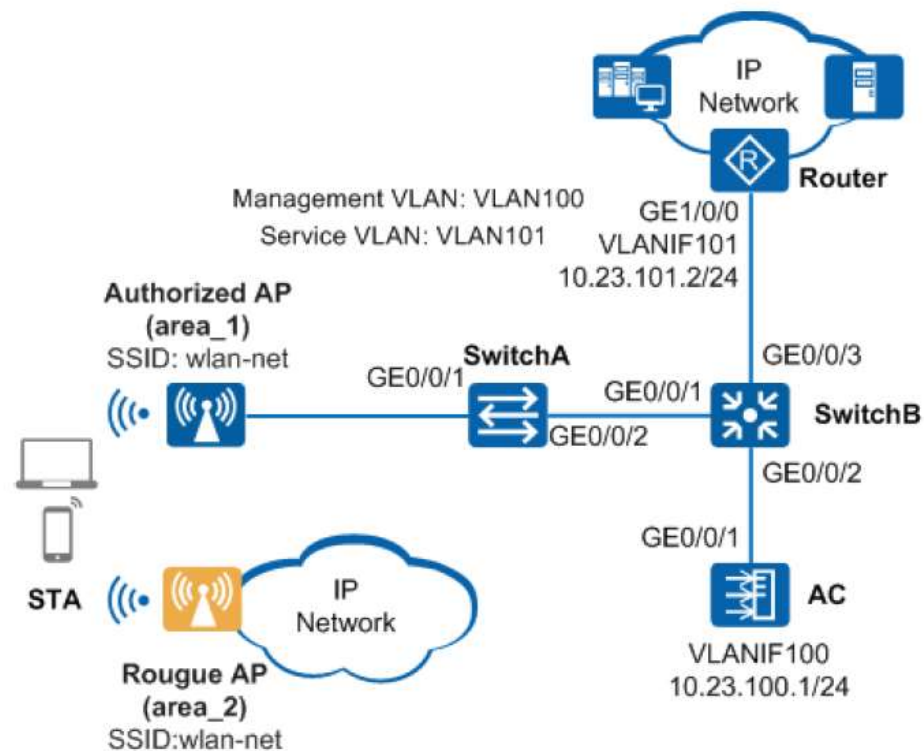 IP
Network
R
Router
Management VLAN: VLAN100
Service VLAN: VLAN101
GE1/0/0
VLANIF101
10.23.101.2/24
Authorized AP
(area_1)
SSID: wlan-net
SwitchA
GE0/0/1
GE0/0/2
GE0/0/1
GE0/0/3
SwitchB
GE0/0/2
GE0/0/1
AC
VLANIF100
10.23.100.1/24
STA
IP
Network
Rougue AP
(area_2)
SSID:wlan-net